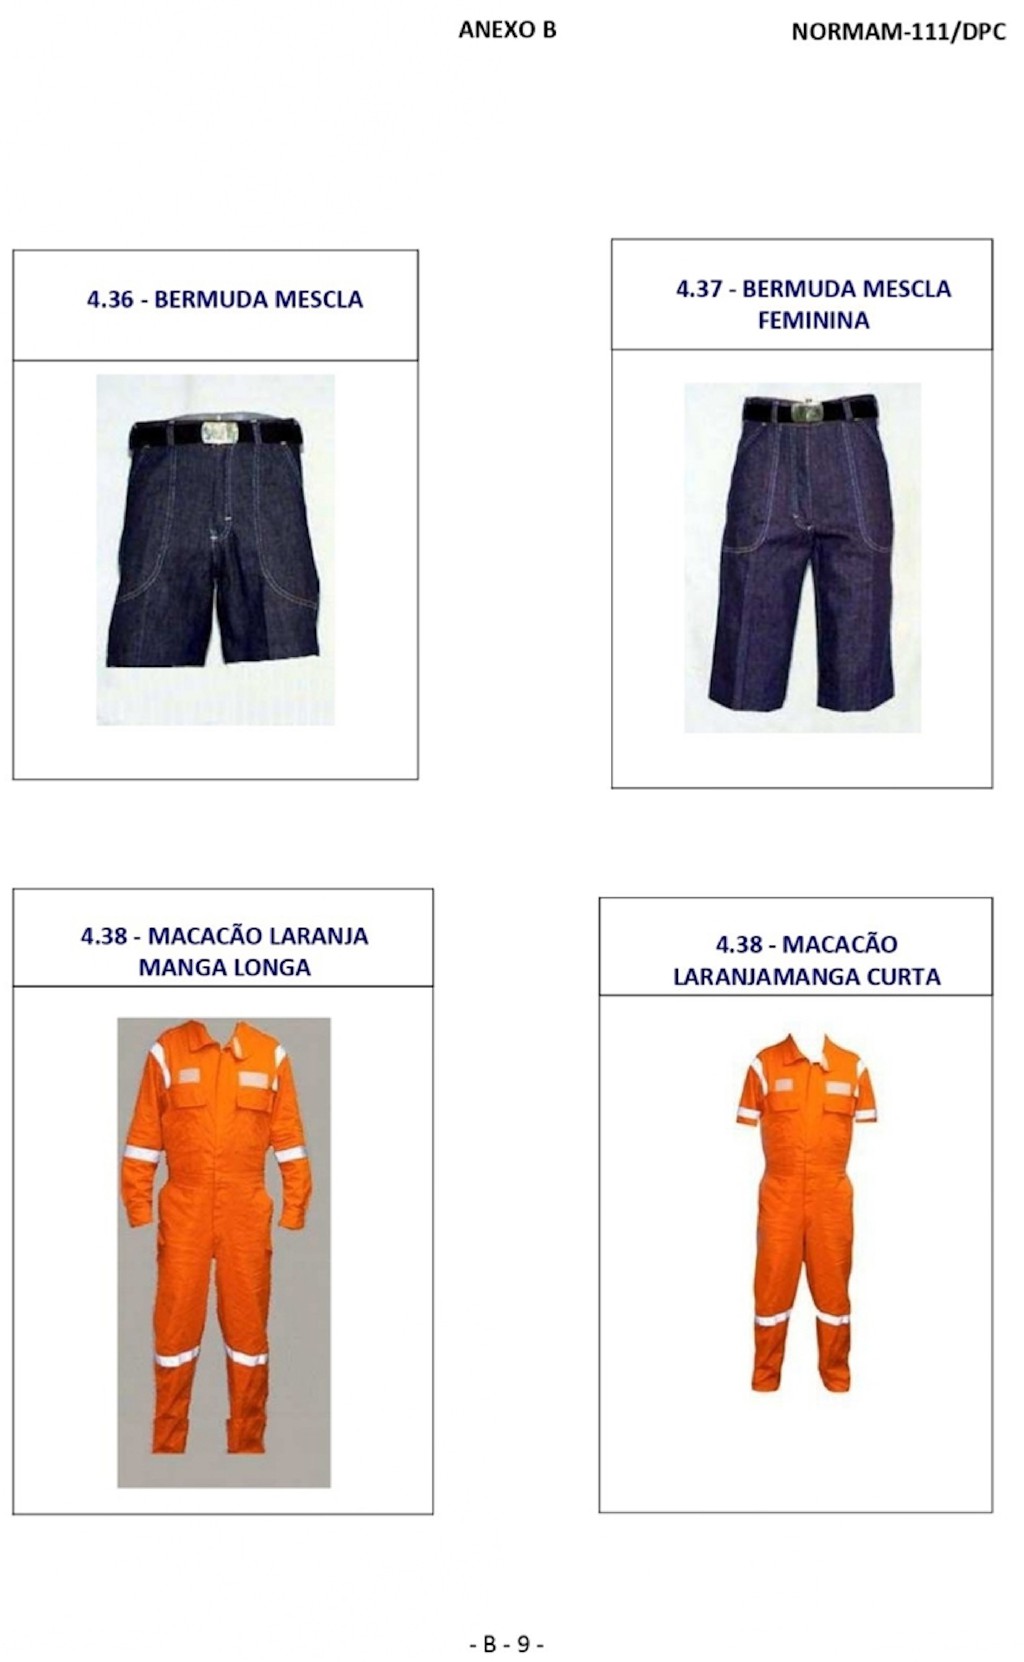 ANEXO B
NORMAM-111/DPC
4.36 - BERMUDA MESCLA
4.37 - BERMUDA MESCLA
FEMININA
4.38 - MACACÃO LARANJA
MANGA LONGA
4.38 - MACACÃO
LARANJAMANGA CURTA
- B - 9 -